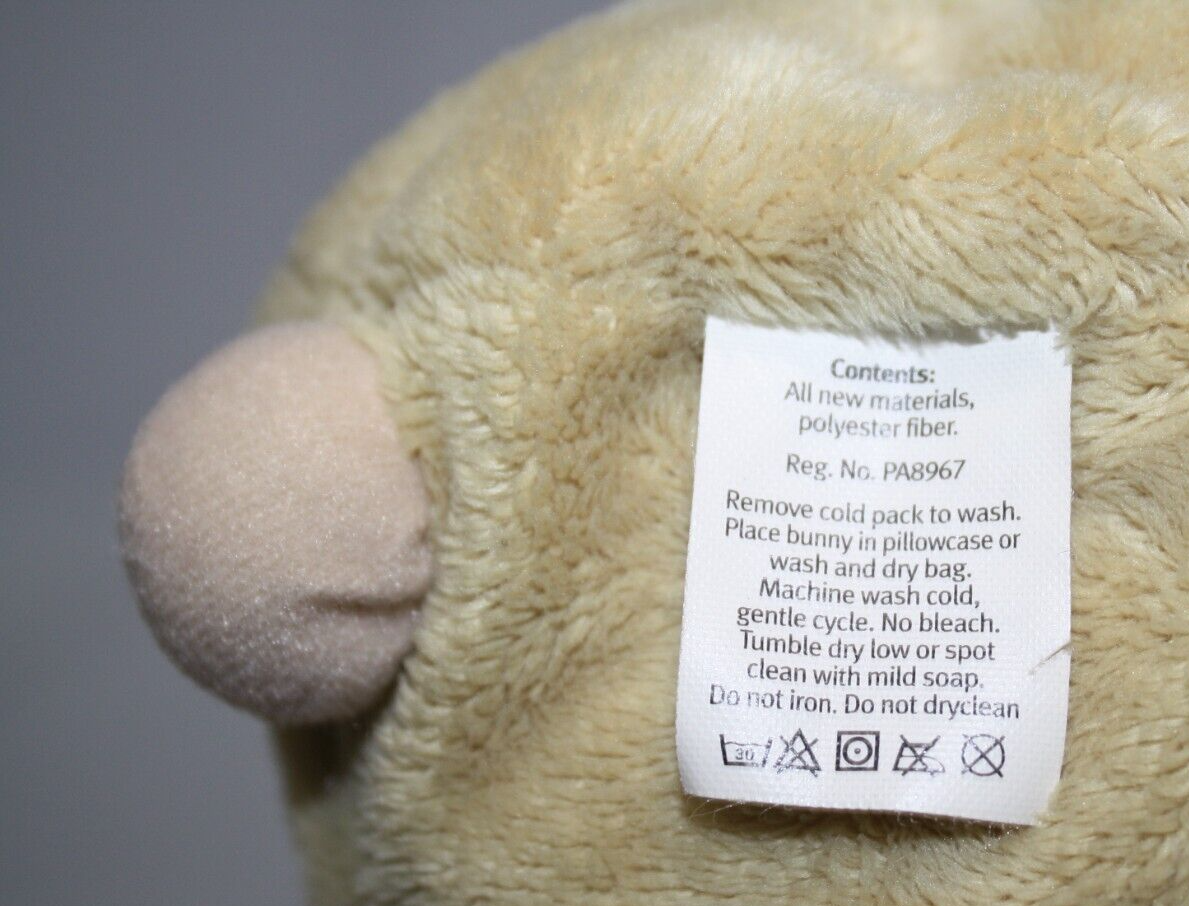 Contents:
All new materials,
polyester fiber.
Reg. No. PA8967
Remove cold pack to wash.
Place bunny in pillowcase or
wash and dry bag.
Machine wash cold,
gentle cycle. No bleach.
Tumble dry low or spot
clean with mild soap.
Do not iron. Do not dryclean
30